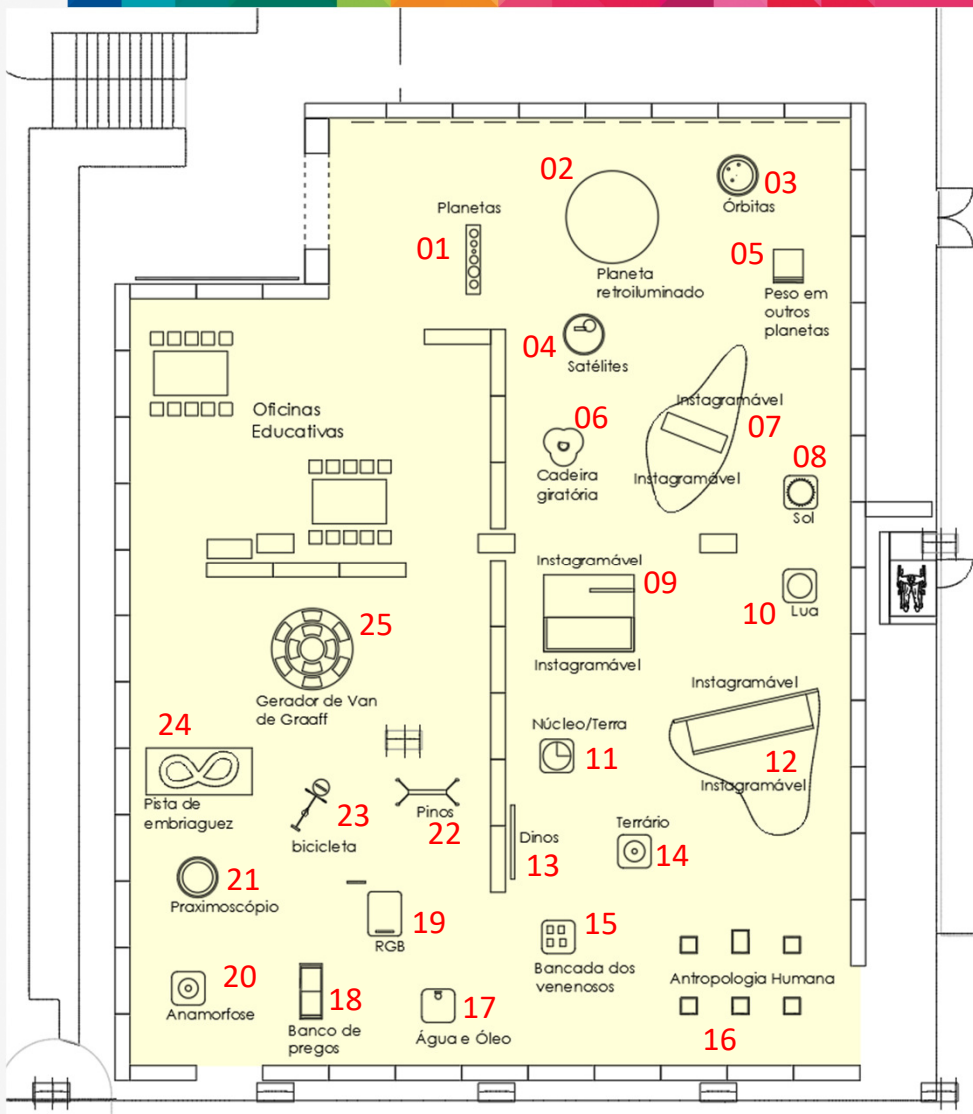 02
03
Órbitas
Planetas
01
05
Planeta
retroiluminado
Peso em
outros
planetas
04
Satélites
Instagramável
Oficinas
Educativas
06
07
08
Cadeira
giratória
Instagramável
Sol
Instagramável
09
10
Lua
Instagramável
25
Gerador de Van
de Graaff
Instagramável
24
Núcleo/Terra
11
12
Instagramável
Pista de
embriaguez
23
bicicleta
Pinos
22
Dinos
13
Terrário
14
21
Praximoscópio
19
RGB
15
Bancada dos
venenosos
Antropologia Humana
16
20
Anamorfose
18
Banco de
pregos
17
Água e Óleo